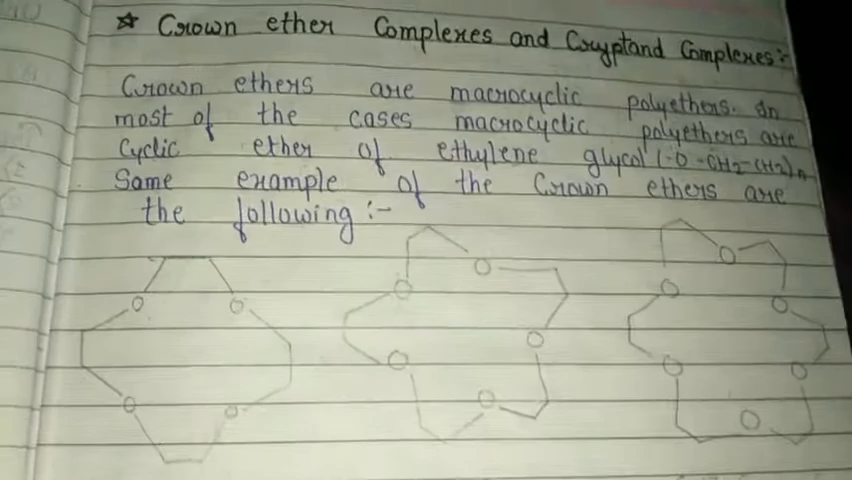 ☆ Crown ether Complexes and Cryptand Complexes :-
Crown ethers are macrocyclic polyethers. In
most of the cases macrocyclic polyethers are
Cyclic ether of ethylene glycol (-O-CH2-CH2)n
Same example of the Crown ethers are
the following :-
O O O O
O O O O O
O O O O O O